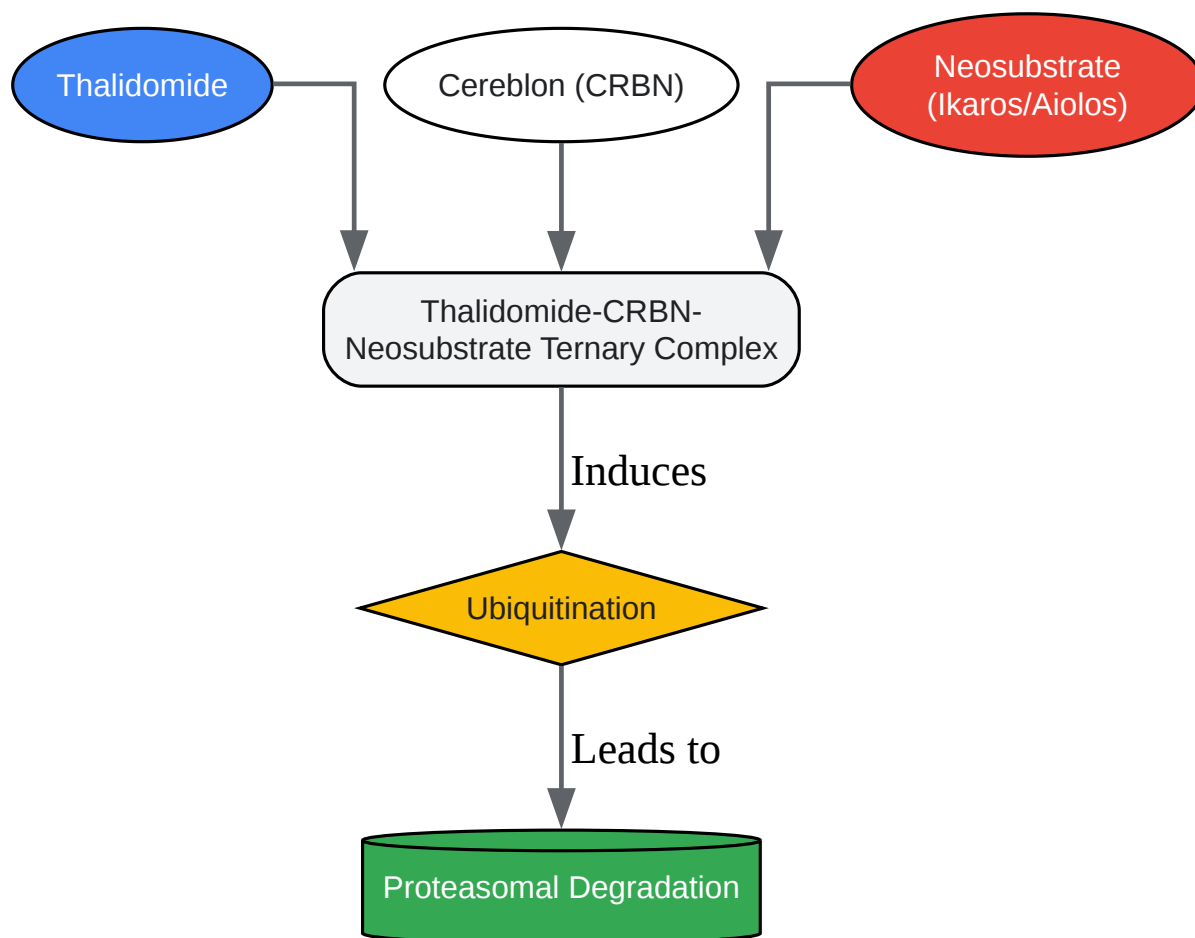 Thalidomide
Cereblon (CRBN)
Neosubstrate
(Ikaros/Aiolos)
Thalidomide-CRBN-
Neosubstrate Ternary Complex
Induces
Ubiquitination
Leads to
Proteasomal Degradation